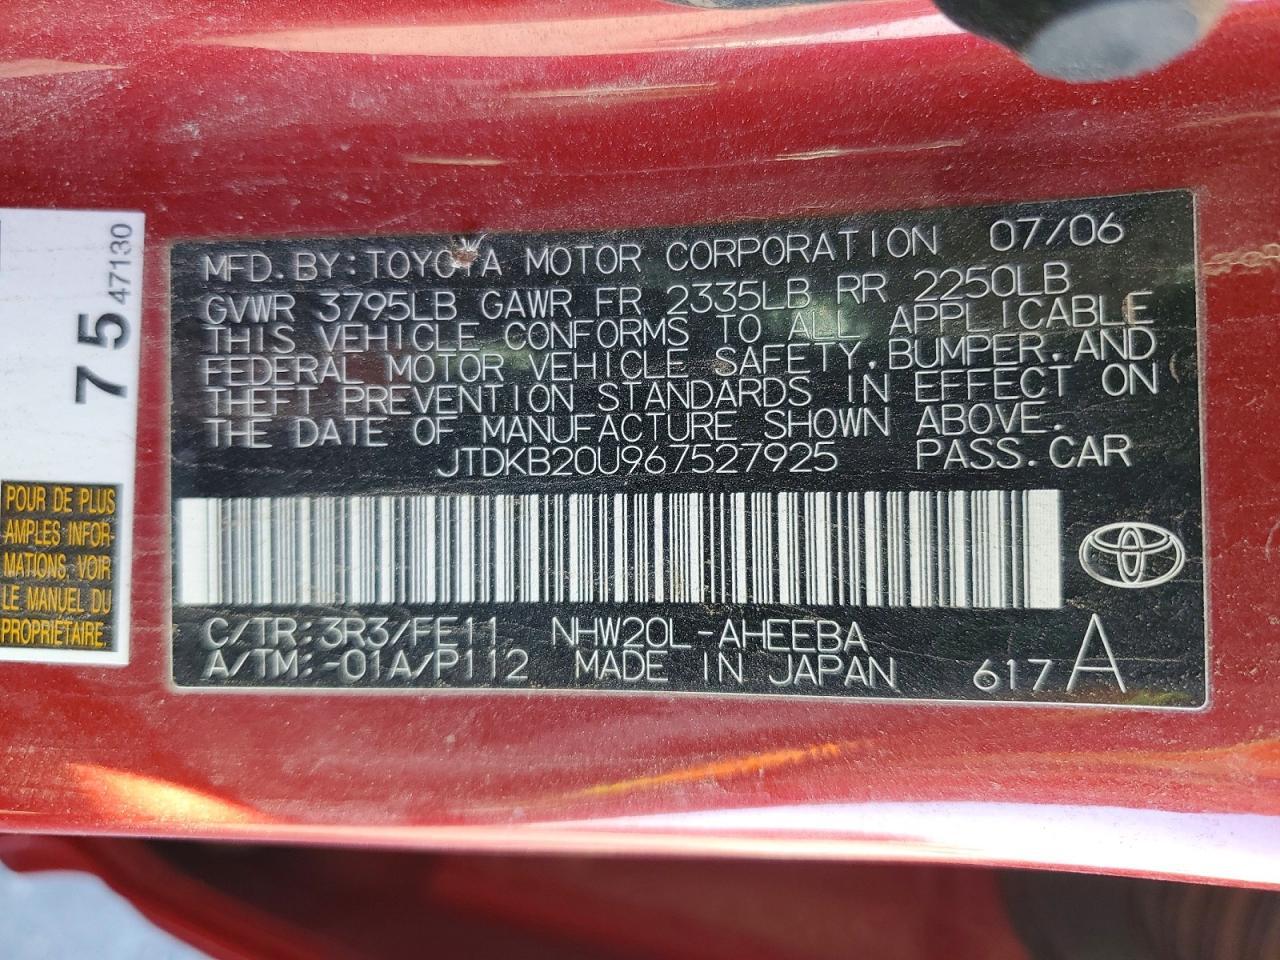 MFD. BY: TOYOTA MOTOR CORPORATION 07/06
GVWR 3795LB GAWR FR 2335LB RR 2250LB
THIS VEHICLE CONFORMS TO ALL APPLICABLE
FEDERAL MOTOR VEHICLE SAFETY, BUMPER, AND
THEFT PREVENTION STANDARDS IN EFFECT ON
THE DATE OF MANUFACTURE SHOWN ABOVE.
JTDKB20U967527925 PASS. CAR
C/TR: 3R3/FE11 NHW20L-AHEEBA
A/TM: -01A/P112 MADE IN JAPAN 617 A
75 47130
POUR DE PLUS
AMPLES INFOR-
MATIONS, VOIR
LE MANUEL DU
PROPRIÉTAIRE.